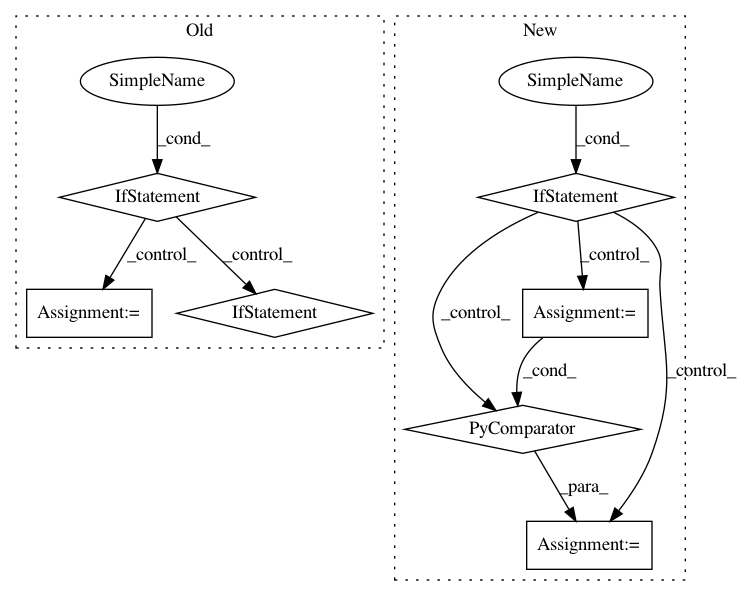 Old
New
SimpleName
SimpleName
_cond_
_cond_
IfStatement
IfStatement
_control_
_control_
_control_
Assignment:=
IfStatement
_control_
Assignment:=
_control_
_cond_
PyComparator
_para_
Assignment:=